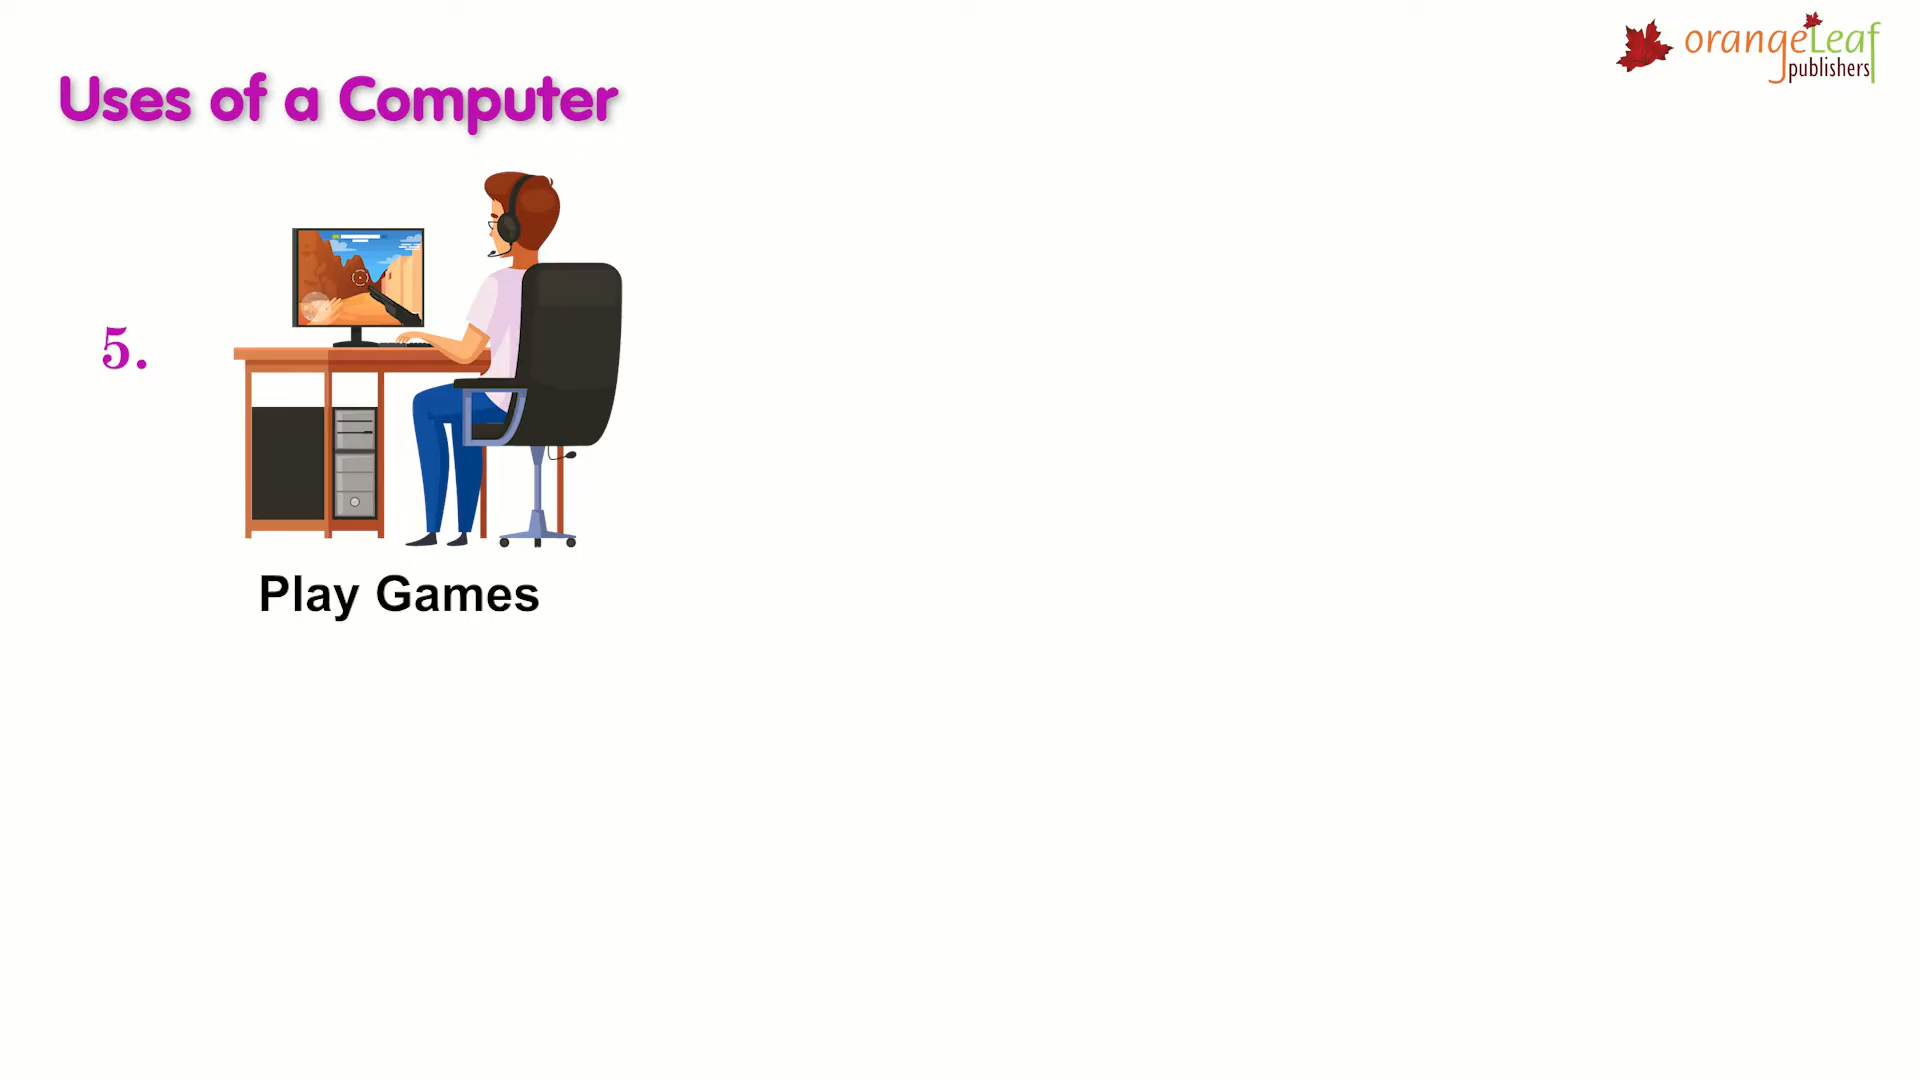 orangeLeaf
publishers
Uses of a Computer
5.
Play Games